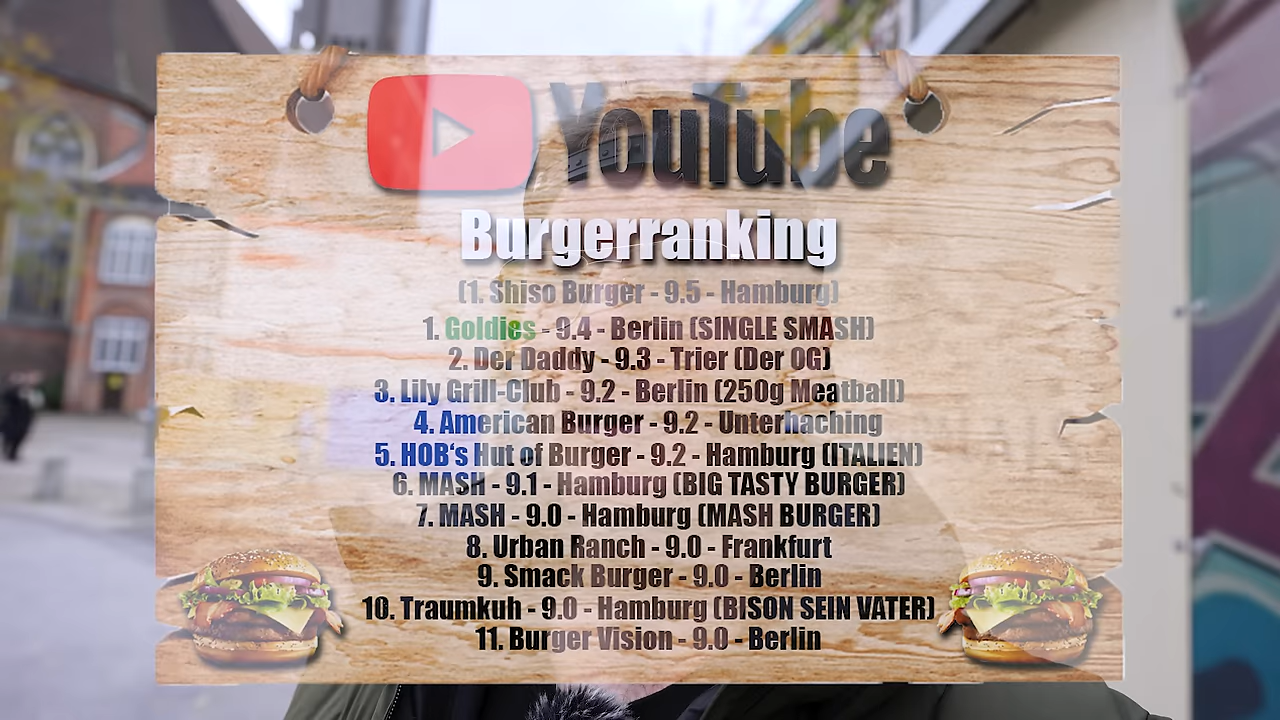 YouTube
Burgerranking
(1. Shiso Burger - 9.5 - Hamburg)
1. Goldies - 9.4 - Berlin (SINGLE SMASH)
2. Der Daddy - 9.3 - Trier (Der OG)
3. Lily Grill-Club - 9.2 - Berlin (250g Meatball)
4. American Burger - 9.2 - Unterhaching
5. HOB‘s Hut of Burger - 9.2 - Hamburg (ITALIEN)
6. MASH - 9.1 - Hamburg (BIG TASTY BURGER)
7. MASH - 9.0 - Hamburg (MASH BURGER)
8. Urban Ranch - 9.0 - Frankfurt
9. Smack Burger - 9.0 - Berlin
10. Traumkuh - 9.0 - Hamburg (BISON SEIN VATER)
11. Burger Vision - 9.0 - Berlin